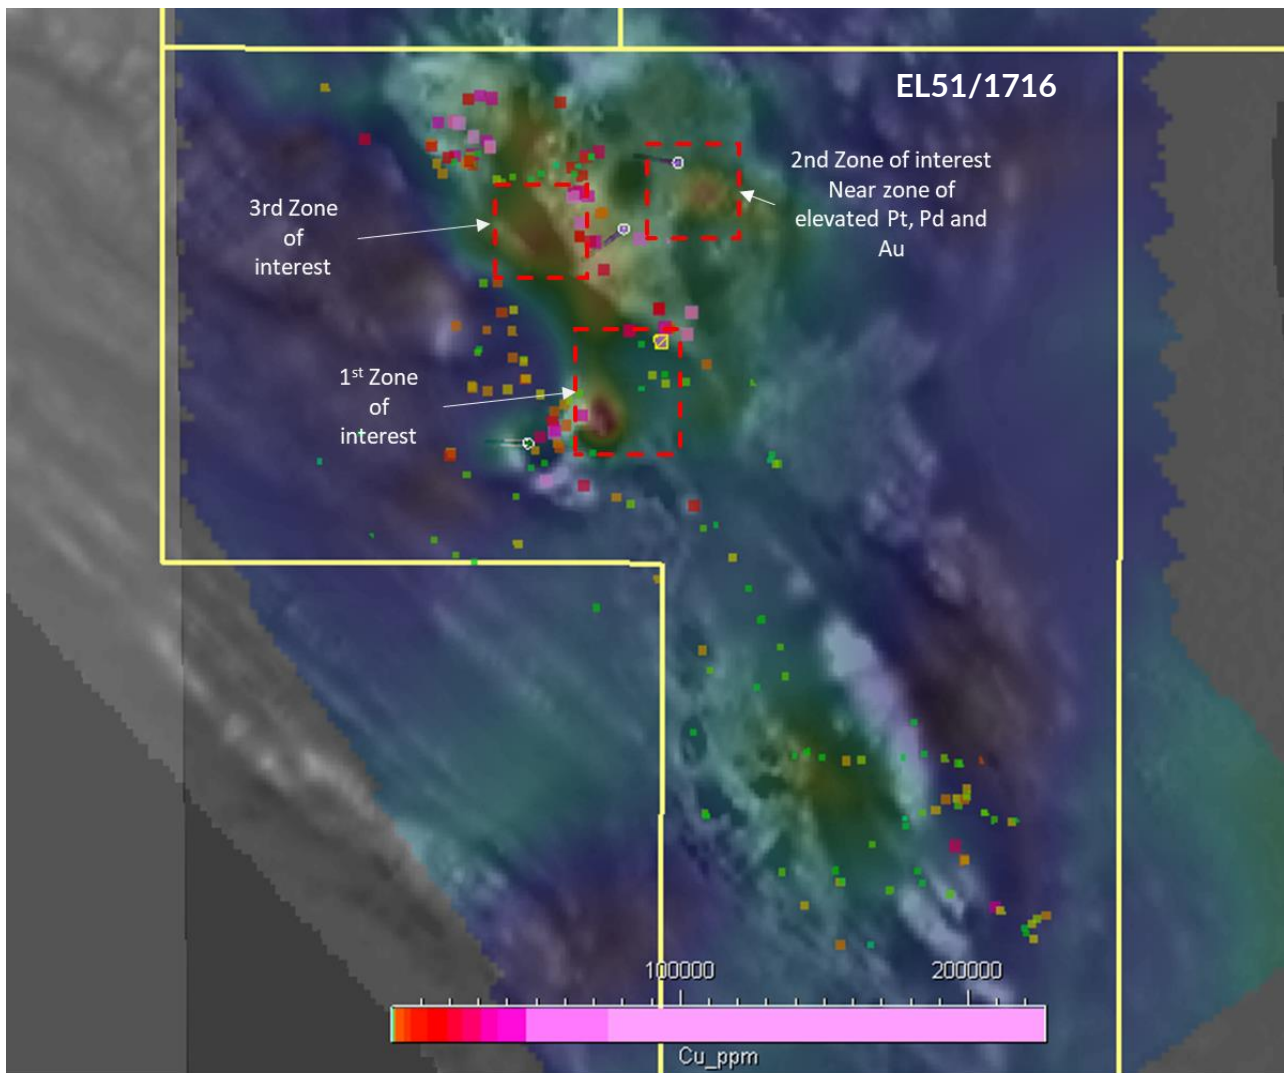 EL51/1716
2nd Zone of interest
Near zone of
elevated Pt, Pd and
Au
3rd Zone
of
interest
1st Zone
of
interest
100000
200000
Cu_ppm